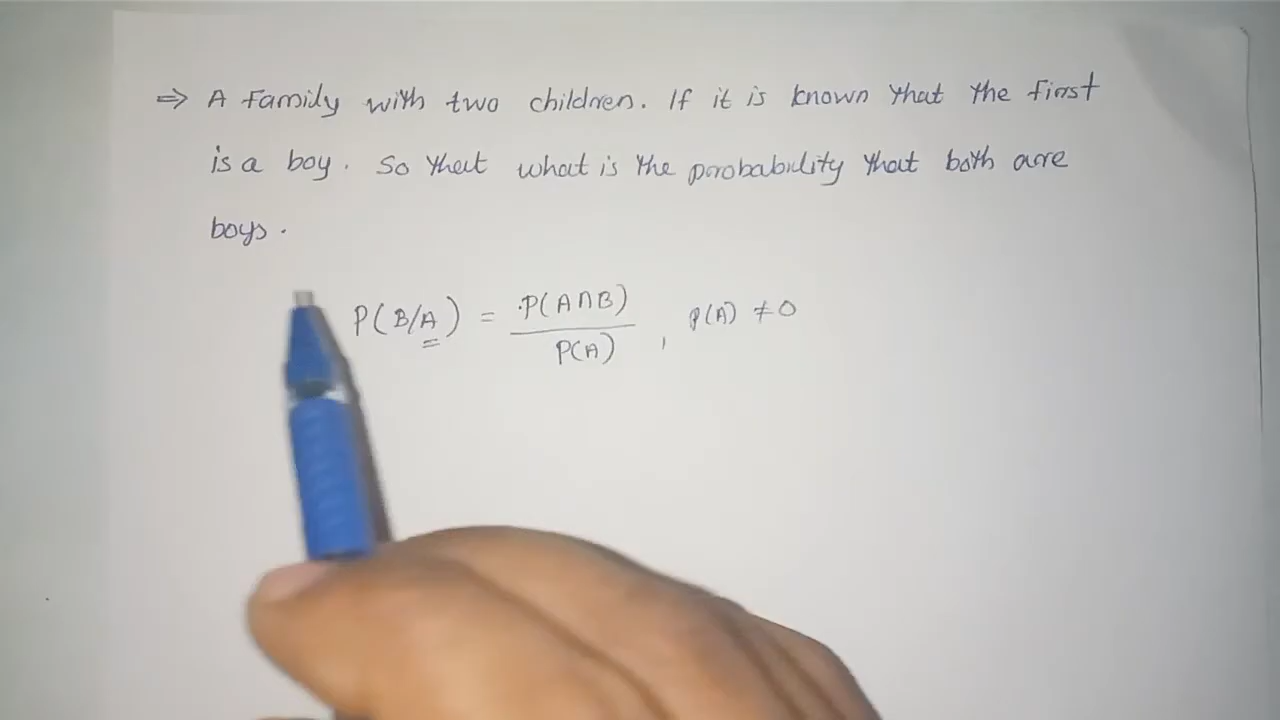 ⇒ A family with two children. If it is known that the first
is a boy. So that what is the probability that both are
boys.
P(B/A) = P(A∩B) / P(A) , P(A) ≠ 0